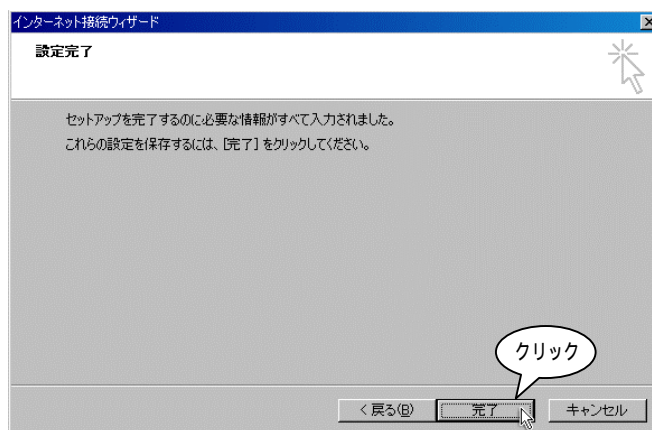 インターネット接続ウィザード
設定完了
セットアップを完了するのに必要な情報がすべて入力されました。
これらの設定を保存するには、[完了] をクリックしてください。
クリック
< 戻る(B)
完了
キャンセル